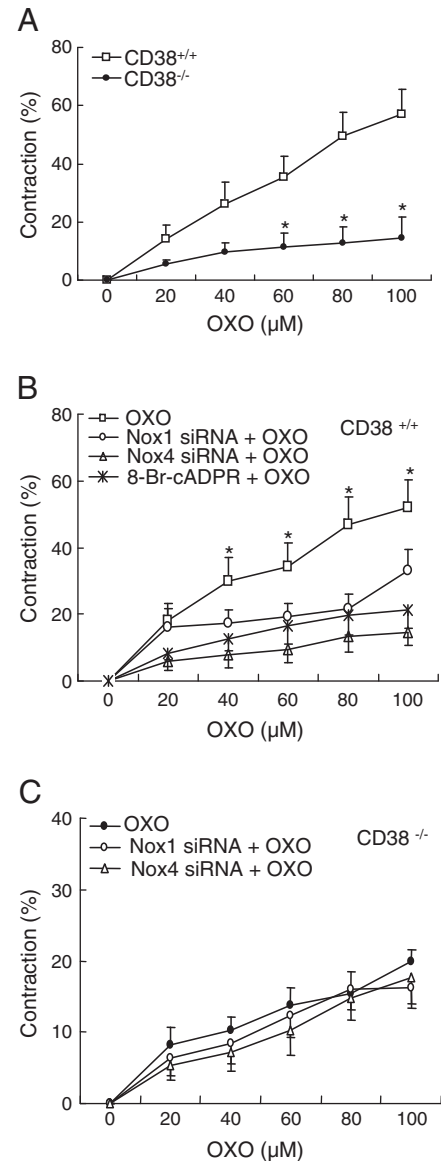 A
80
60
40
20
0
Contraction (%)
CD38+/+
CD38-/-
*
*
*
0 20 40 60 80 100
OXO (µM)
B
80
60
40
20
0
Contraction (%)
OXO
Nox1 siRNA + OXO
Nox4 siRNA + OXO
8-Br-cADPR + OXO
CD38 +/+
*
*
*
*
0 20 40 60 80 100
OXO (µM)
C
40
30
20
10
0
Contraction (%)
OXO
Nox1 siRNA + OXO
Nox4 siRNA + OXO
CD38 -/-
0 20 40 60 80 100
OXO (µM)